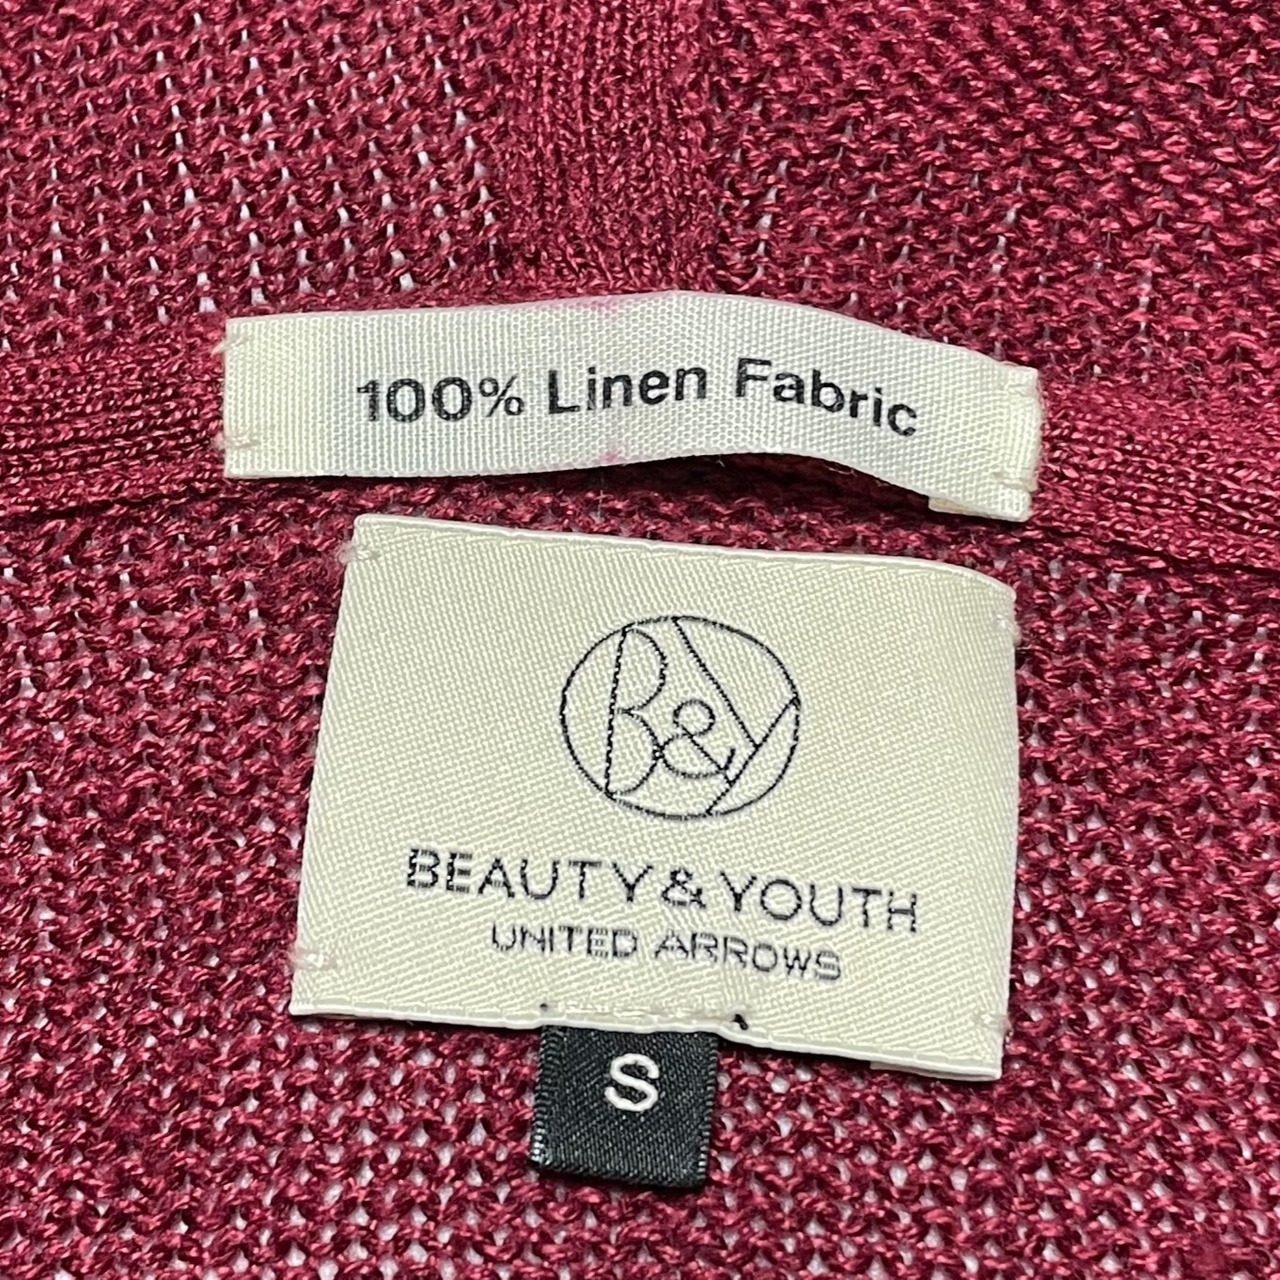 100% Linen Fabric
B&Y
BEAUTY & YOUTH
UNITED ARROWS
S